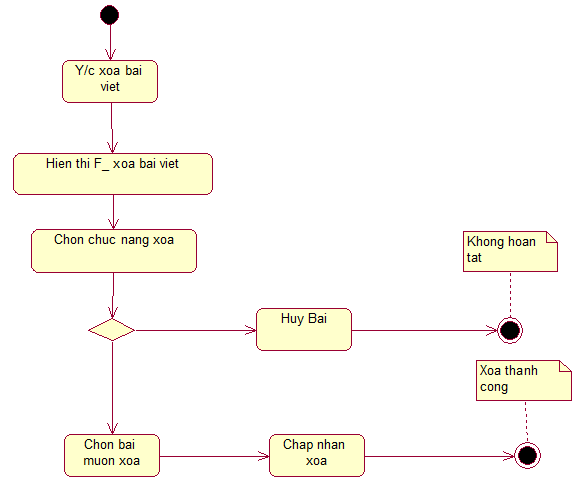 Y/c xoa bai
viet
Hien thi F_ xoa bai viet
Chon chuc nang xoa
Khong hoan
tat
Huy Bai
Xoa thanh
cong
Chon bai
muon xoa
Chap nhan
xoa